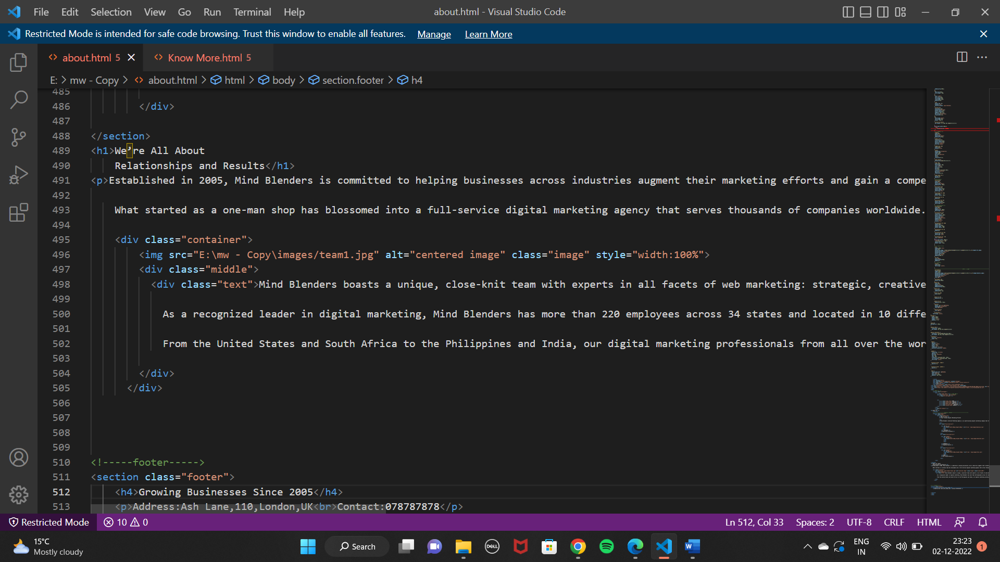 File Edit Selection View Go Run Terminal Help about.html - Visual Studio Code
Restricted Mode is intended for safe code browsing. Trust this window to enable all features. Manage Learn More
about.html 5 Know More.html 5
E: > mw - Copy > about.html > html > body > section.footer > h4
485
486 </div>
487
488 </section>
489 <h1>We’re All About
490 Relationships and Results</h1>
491 <p>Established in 2005, Mind Blenders is committed to helping businesses across industries augment their marketing efforts and gain a compe
492
493 What started as a one-man shop has blossomed into a full-service digital marketing agency that serves thousands of companies worldwide.
494
495 <div class="container">
496 <img src="E:\mw - Copy\images/team1.jpg" alt="centered image" class="image" style="width:100%">
497 <div class="middle">
498 <div class="text">Mind Blenders boasts a unique, close-knit team with experts in all facets of web marketing: strategic, creative
499
500 As a recognized leader in digital marketing, Mind Blenders has more than 220 employees across 34 states and located in 10 diffe
501
502 From the United States and South Africa to the Philippines and India, our digital marketing professionals from all over the wor
503
504 </div>
505 </div>
506
507
508
509
510 <!-----footer----->
511 <section class="footer">
512 <h4>Growing Businesses Since 2005</h4>
513 <p>Address:Ash Lane,110,London,UK<br>Contact:078787878</p>
Restricted Mode 10 0 Ln 512, Col 33 Spaces: 2 UTF-8 CRLF HTML
15°C
Mostly cloudy
Search
DELL
W
ENG
IN
23:23
02-12-2022
1